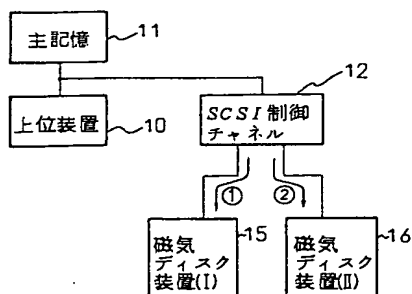 主記憶
11
上位装置
10
12
SCSI制御
チャネル
① ②
15
磁気
ディスク
装置(I)
16
磁気
ディスク
装置(II)